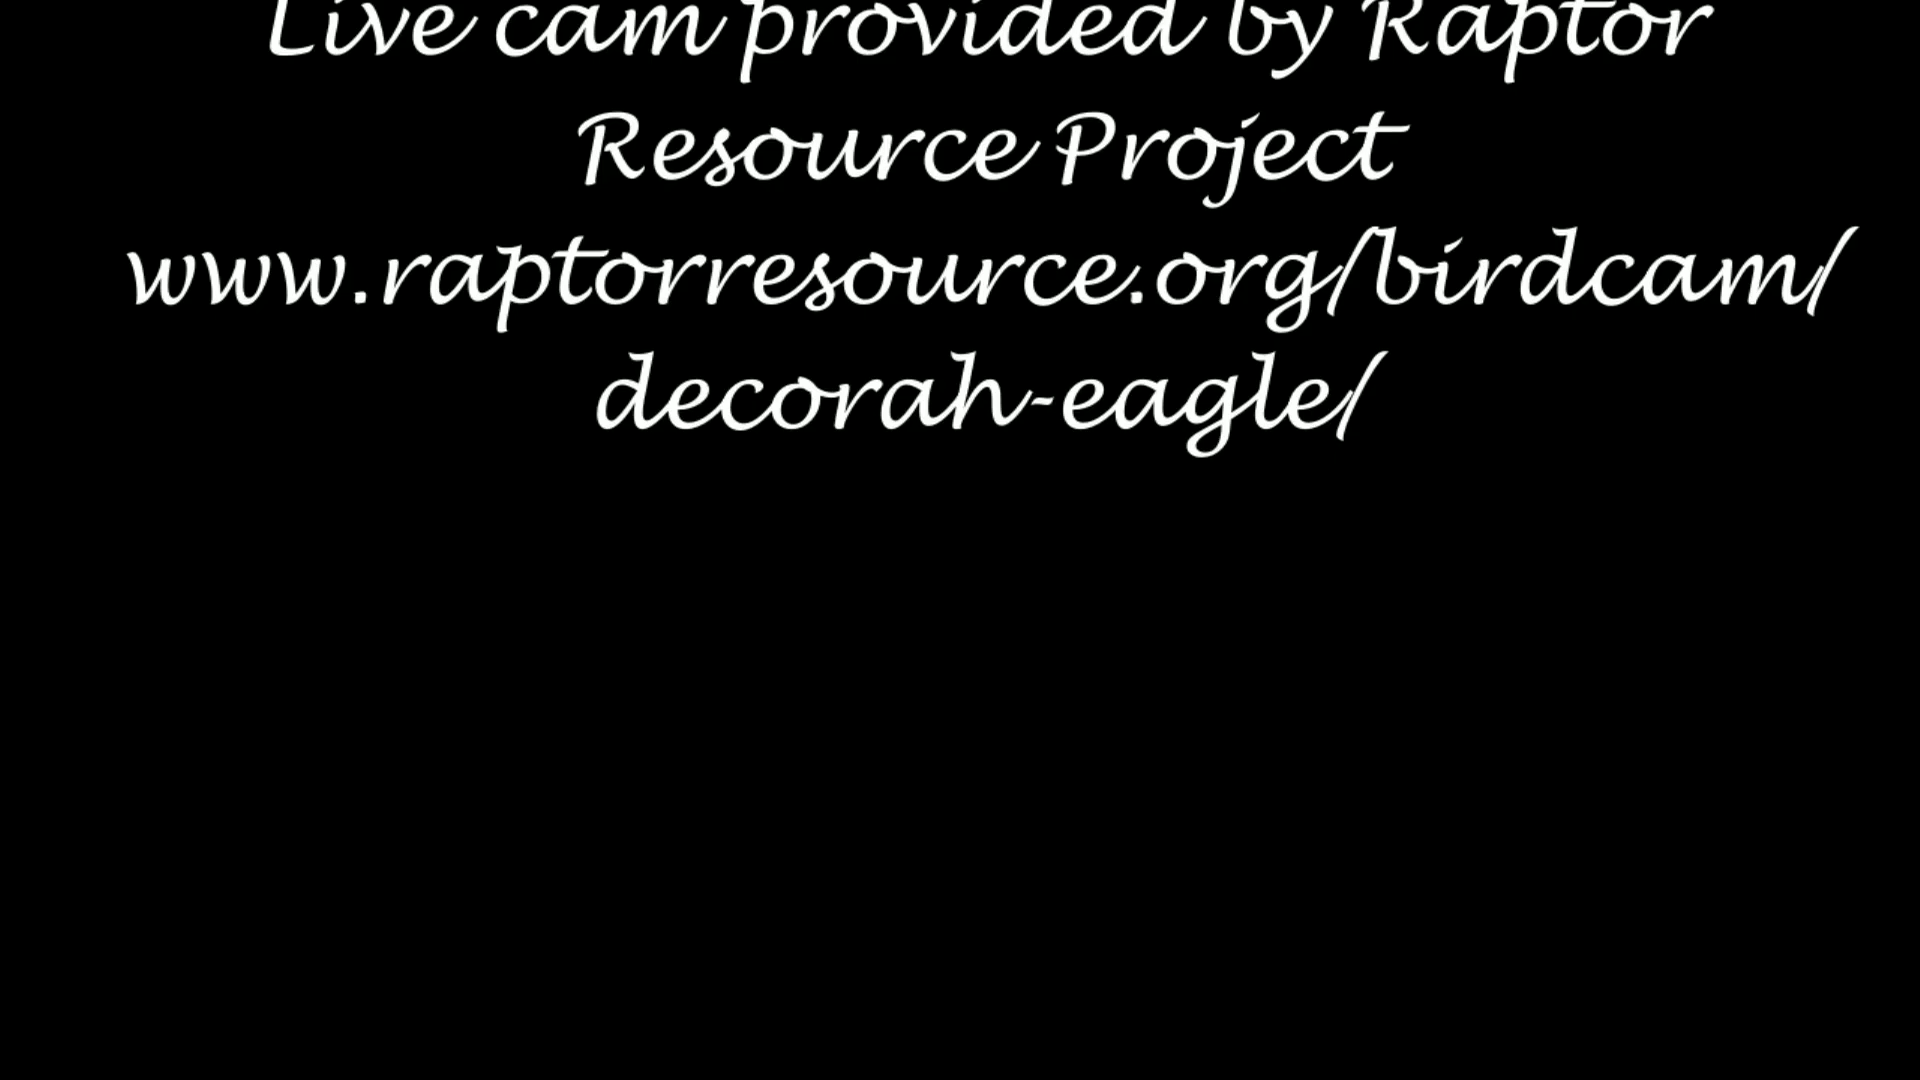 Live cam provided by Raptor
Resource Project
www.raptorresource.org/birdcam/
decorah-eagle/